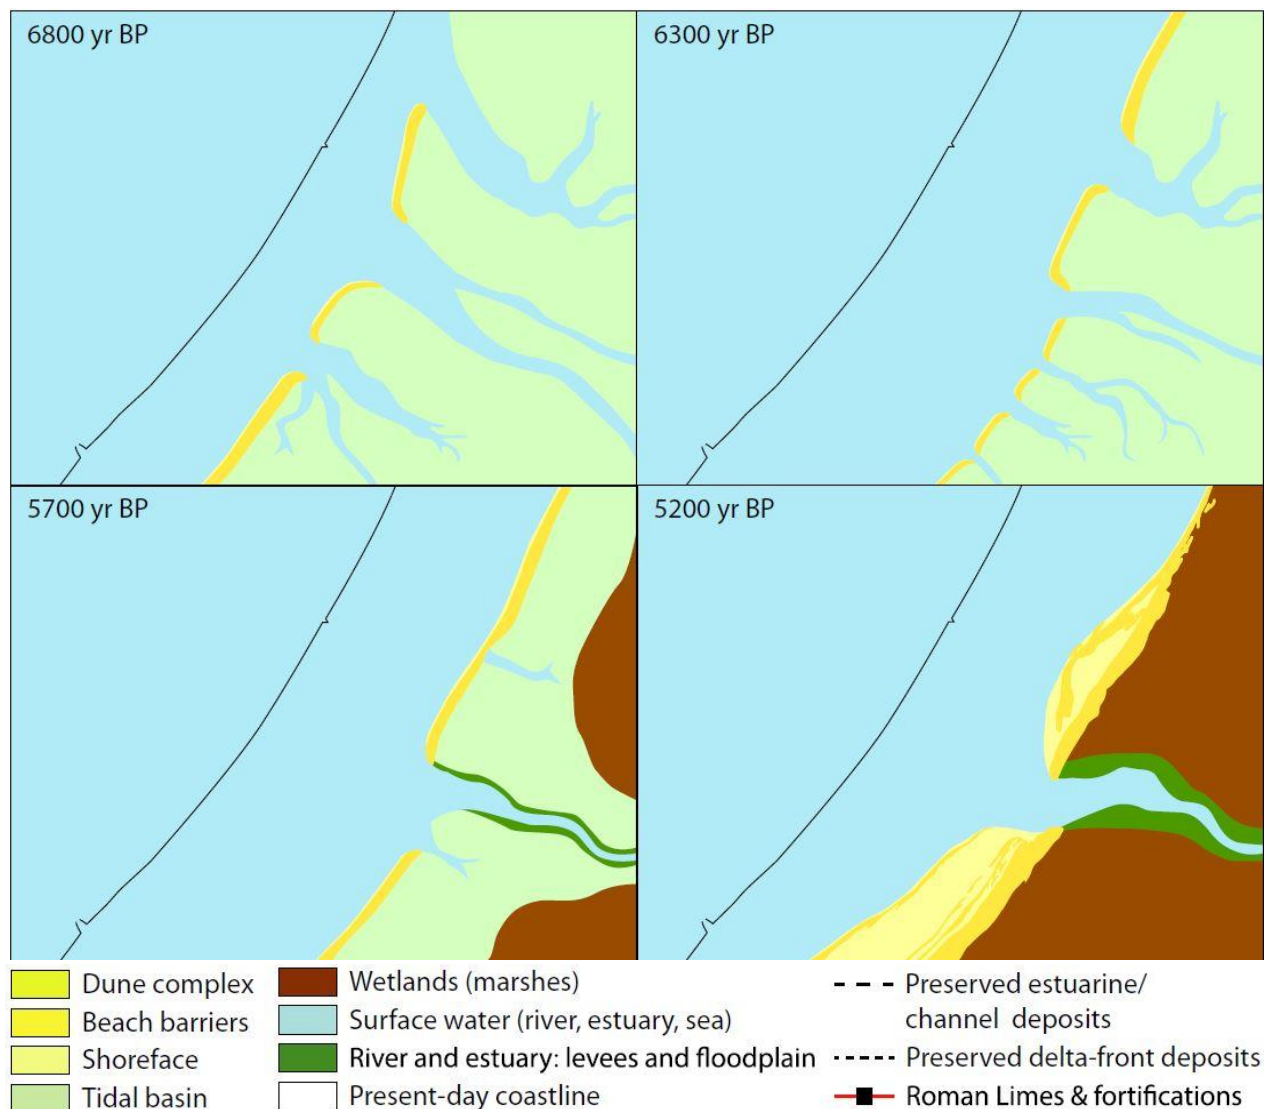 6800 yr BP
6300 yr BP
5700 yr BP
5200 yr BP
Dune complex
Beach barriers
Shoreface
Tidal basin
Wetlands (marshes)
Surface water (river, estuary, sea)
River and estuary: levees and floodplain
Present-day coastline
Preserved estuarine/
channel deposits
Preserved delta-front deposits
Roman Limes & fortifications